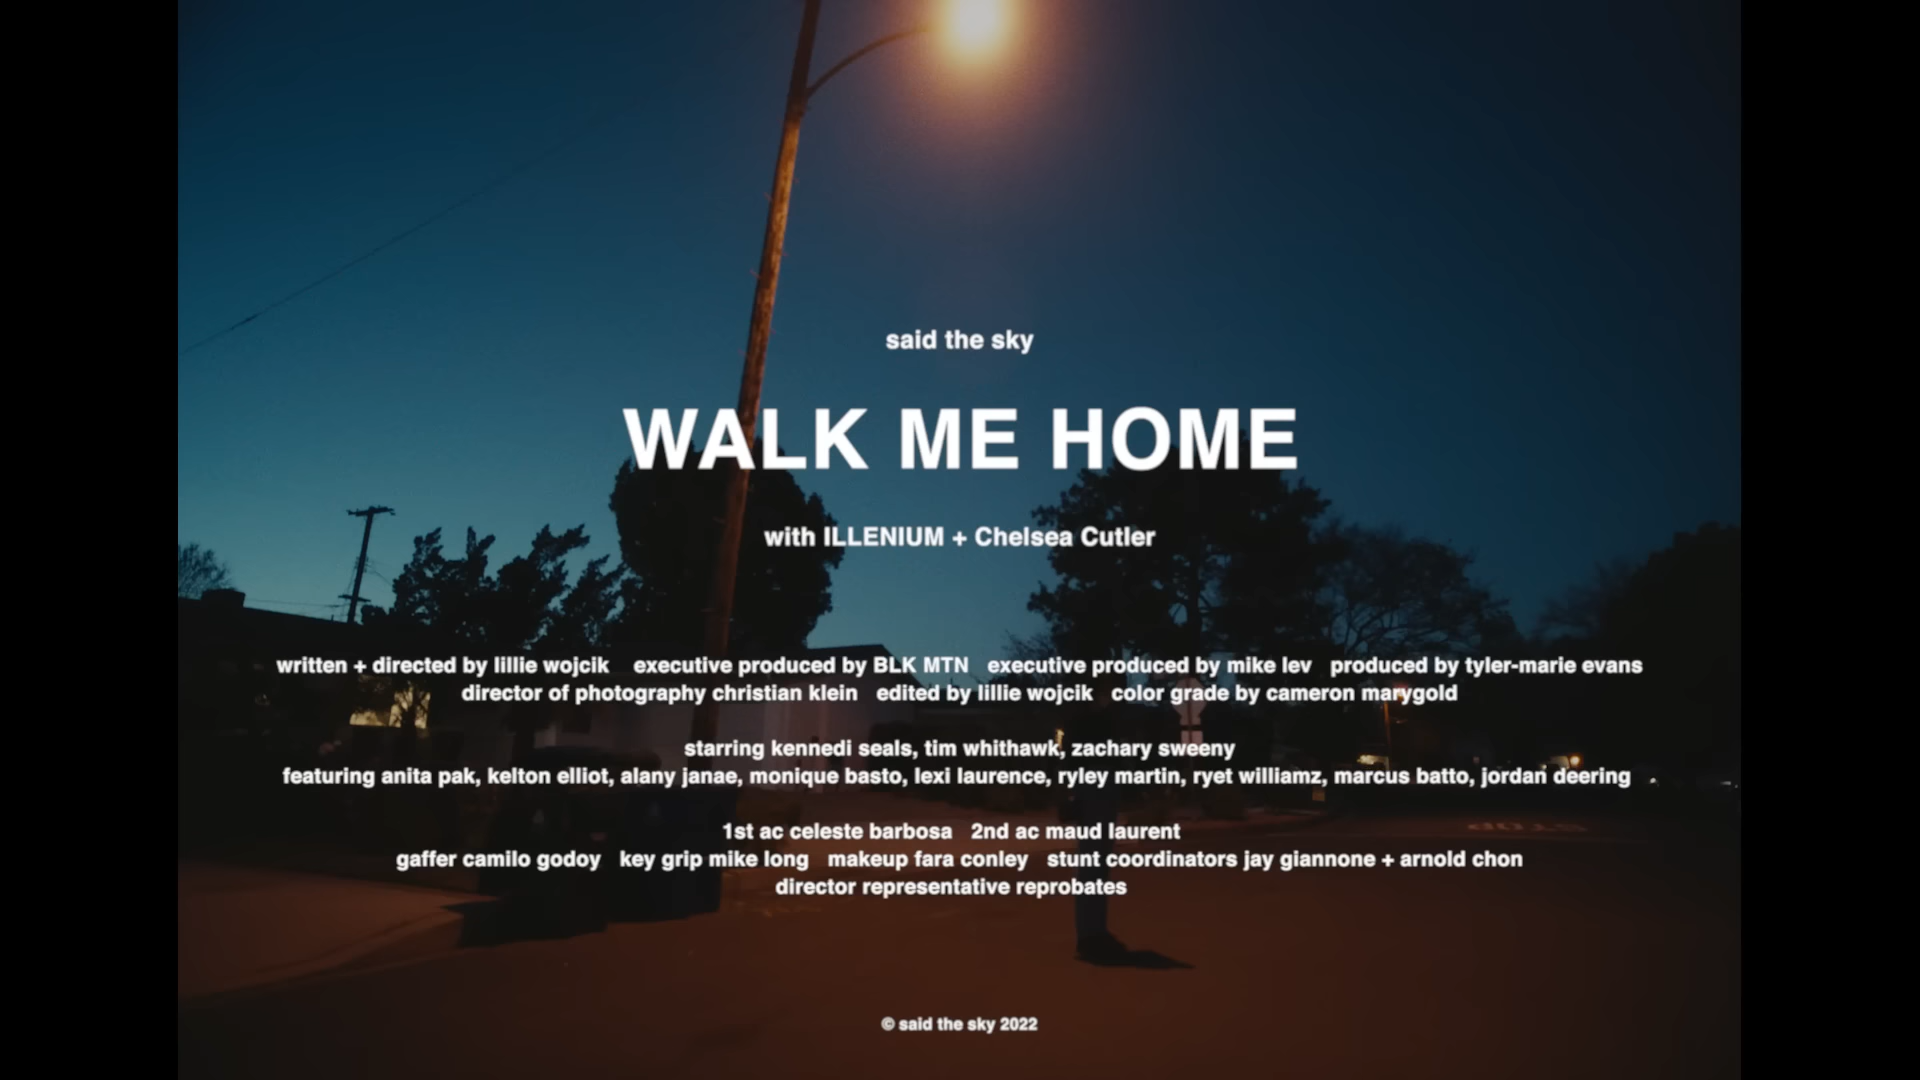 said the sky
WALK ME HOME
with ILLENIUM + Chelsea Cutler
written + directed by lillie wojcik executive produced by BLK MTN executive produced by mike lev produced by tyler-marie evans
director of photography christian klein edited by lillie wojcik color grade by cameron marygold
starring kennedi seals, tim whithawk, zachary sweeny
featuring anita pak, kelton elliot, alany janae, monique basto, lexi laurence, ryley martin, ryet williamz, marcus batto, jordan deering
1st ac celeste barbosa 2nd ac maud laurent
gaffer camilo godoy key grip mike long makeup fara conley stunt coordinators jay giannone + arnold chon
director representative reprobates
© said the sky 2022